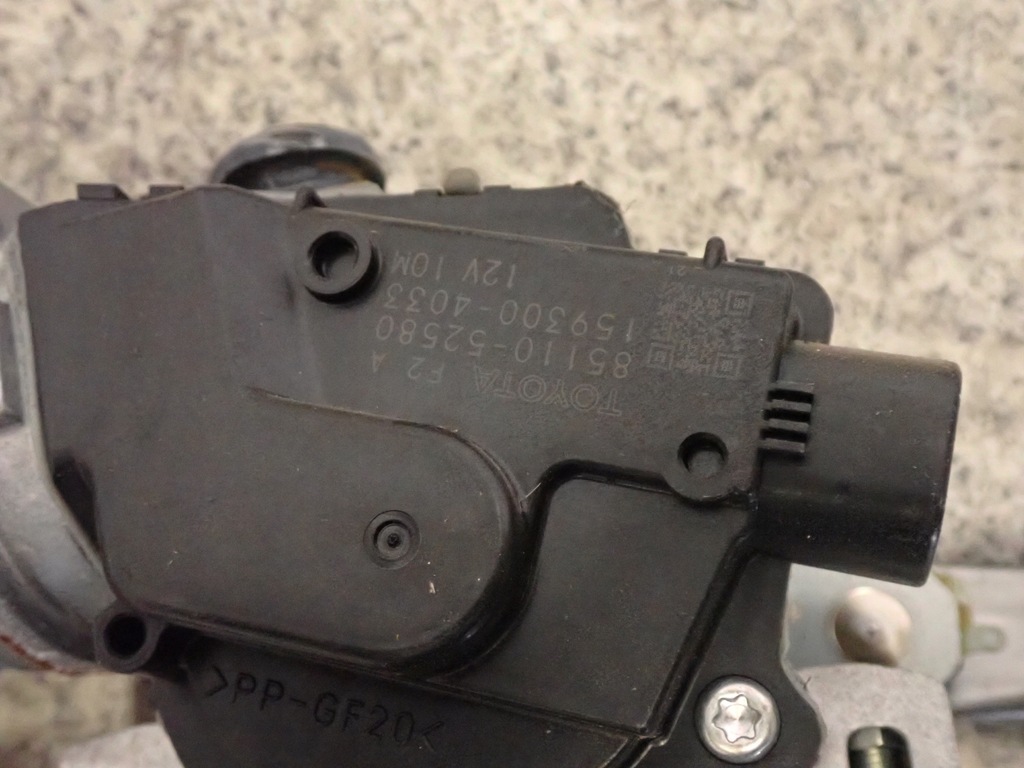 TOYOTA F2 A
85110-52580
159300-4033
12V 10M
>PP-GF20<